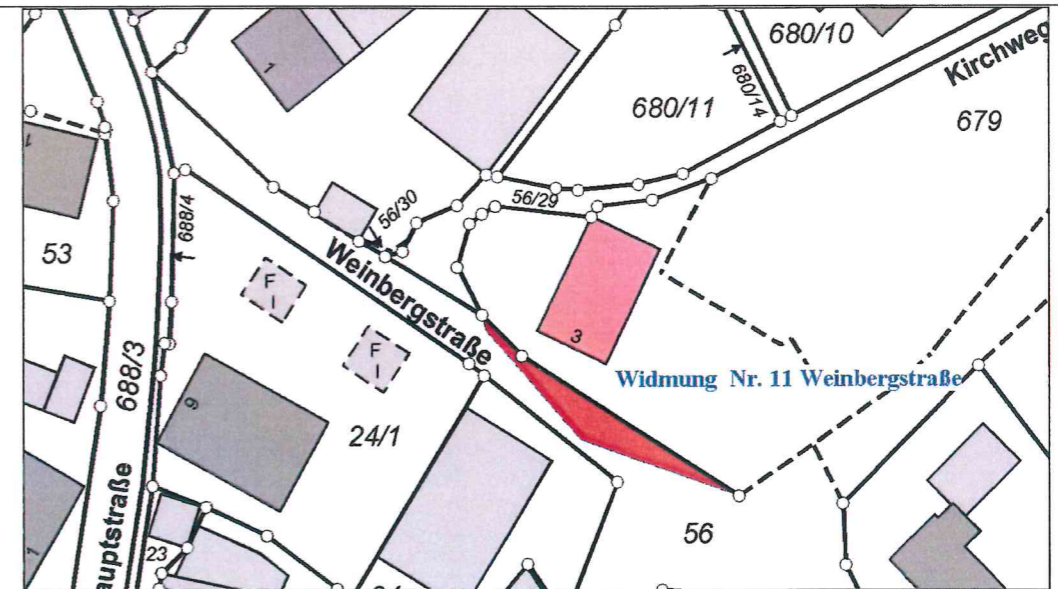 680/10
Kirchweg
680/14
680/11
679
1
1
56/30
56/29
688/4
53
Weinbergstraße
F
I
F
I
3
Widmung Nr. 11 Weinbergstraße
688/3
9
24/1
56
auptstraße
23
1